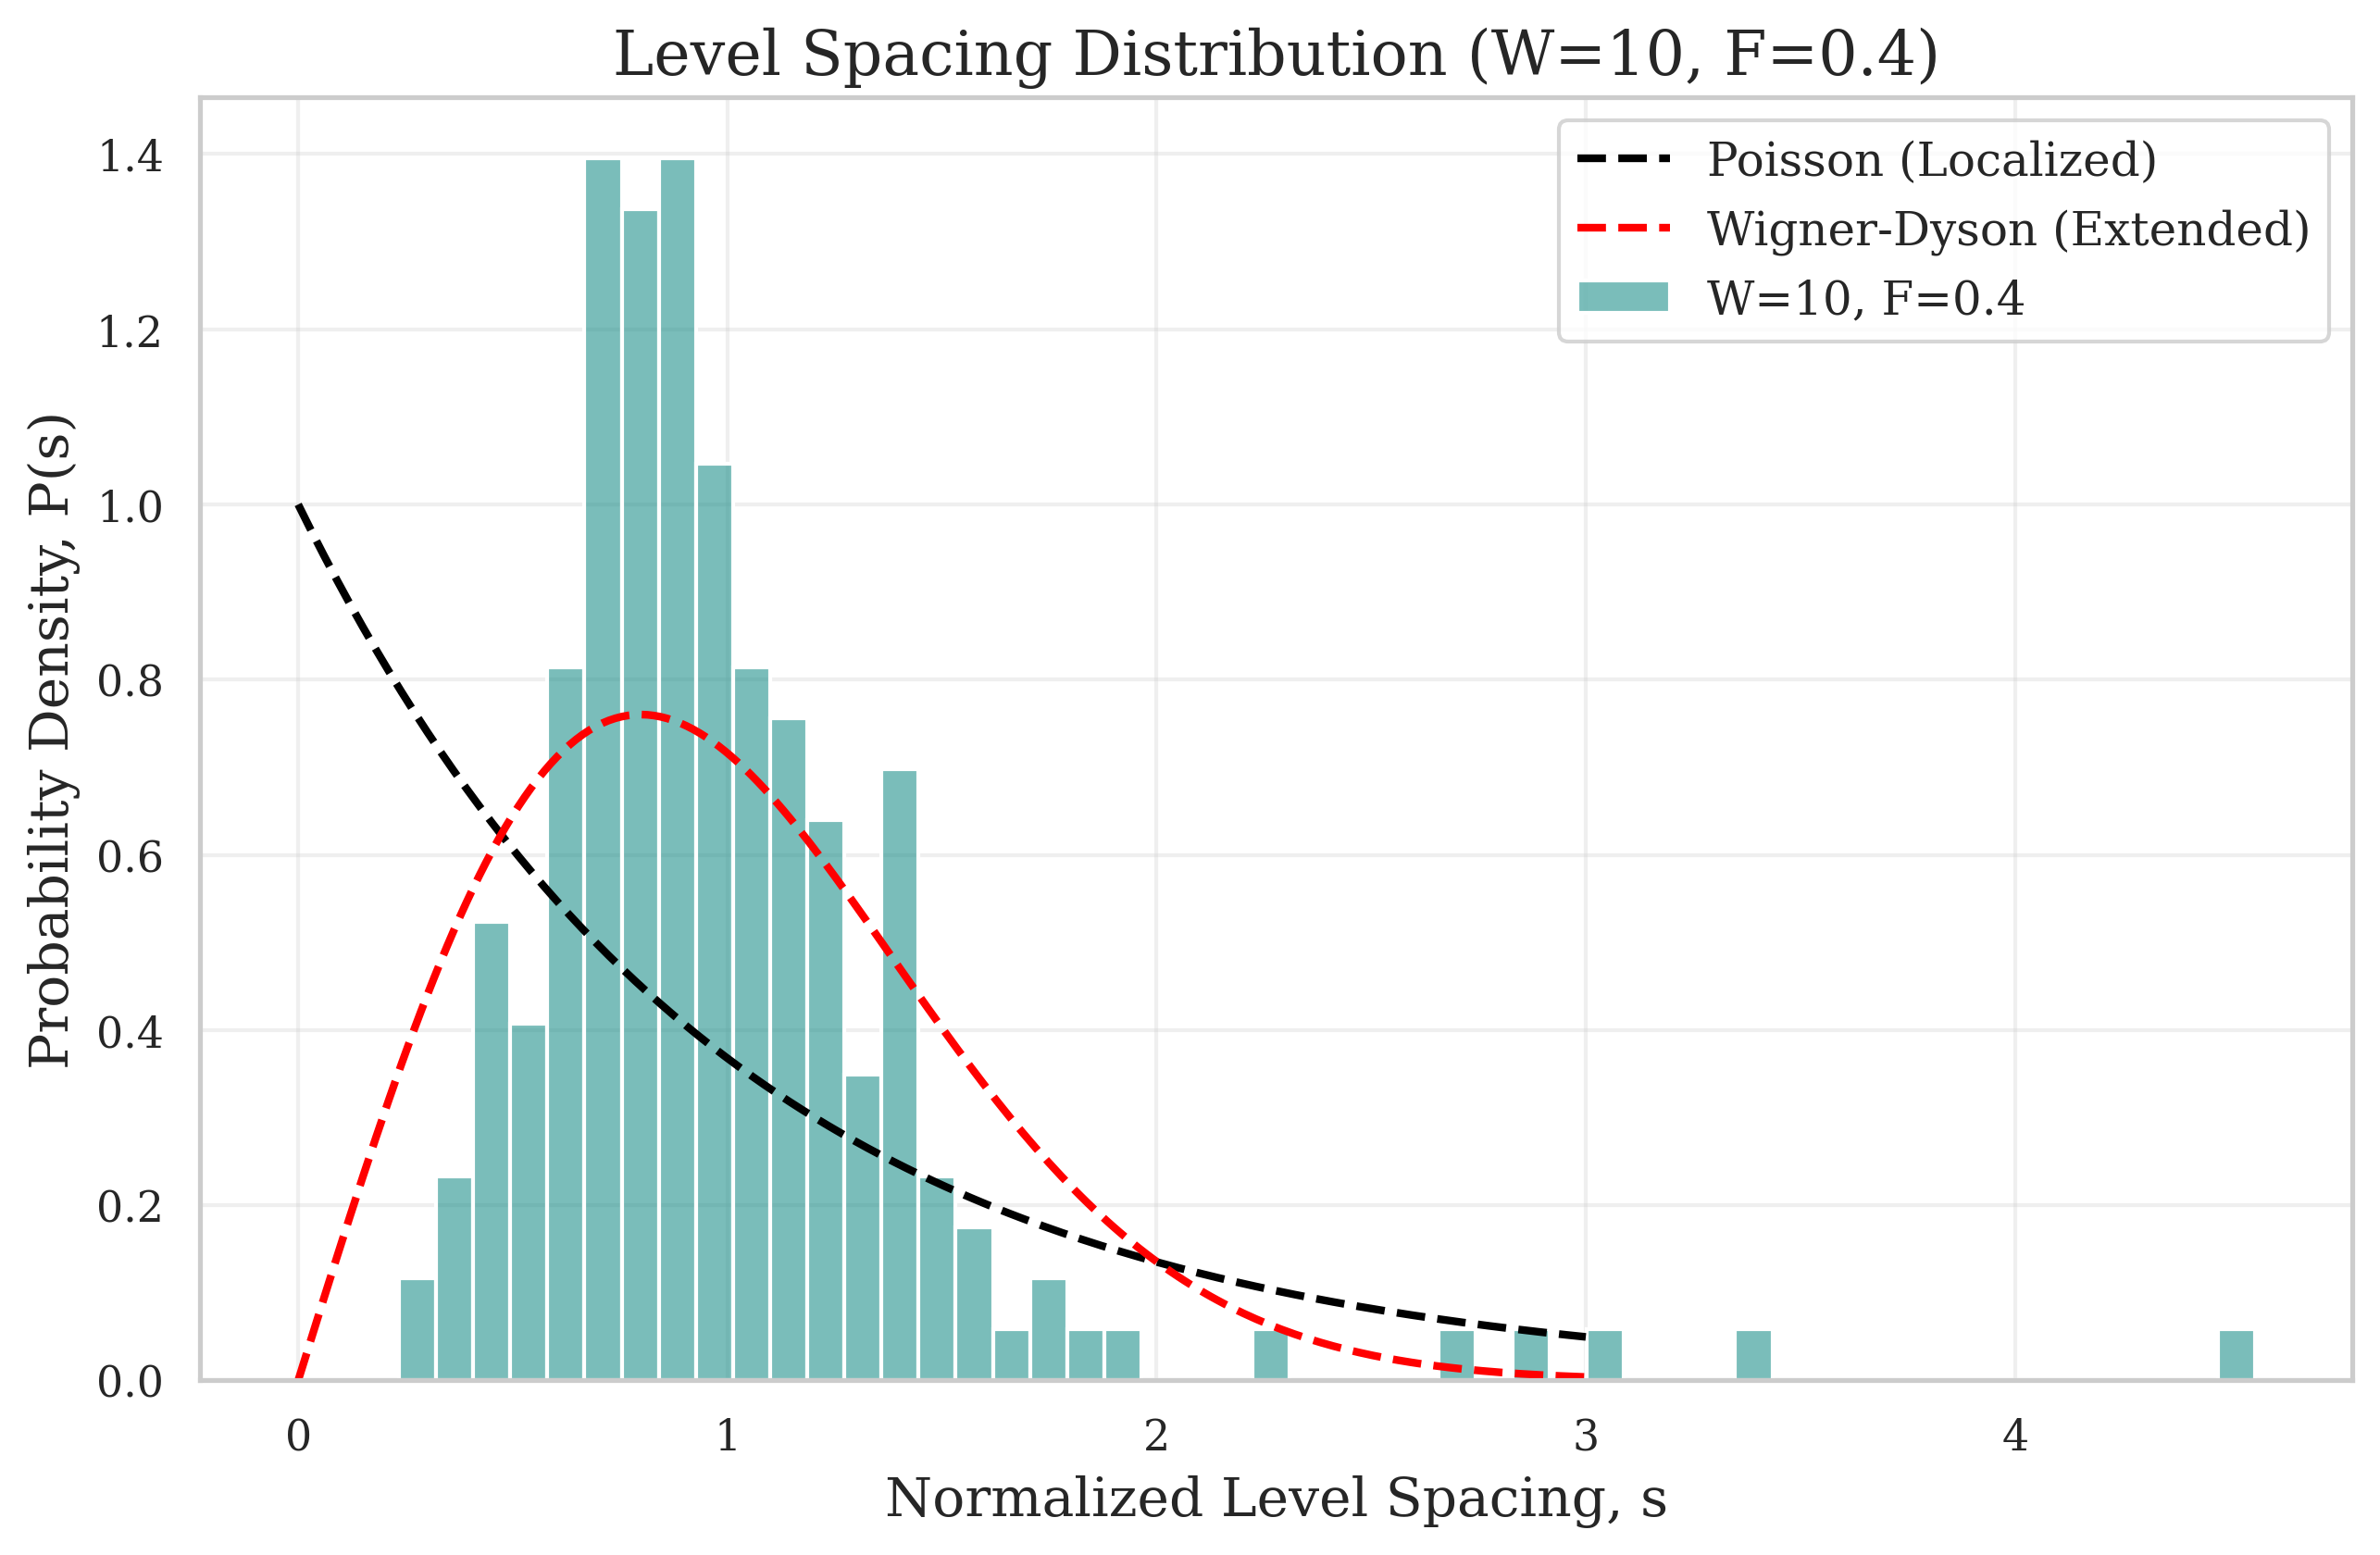 Level Spacing Distribution (W=10, F=0.4)
Poisson (Localized)
Wigner-Dyson (Extended)
W=10, F=0.4
Probability Density, P(s)
1.4
1.2
1.0
0.8
0.6
0.4
0.2
0.0
0 1 2 3 4
Normalized Level Spacing, s